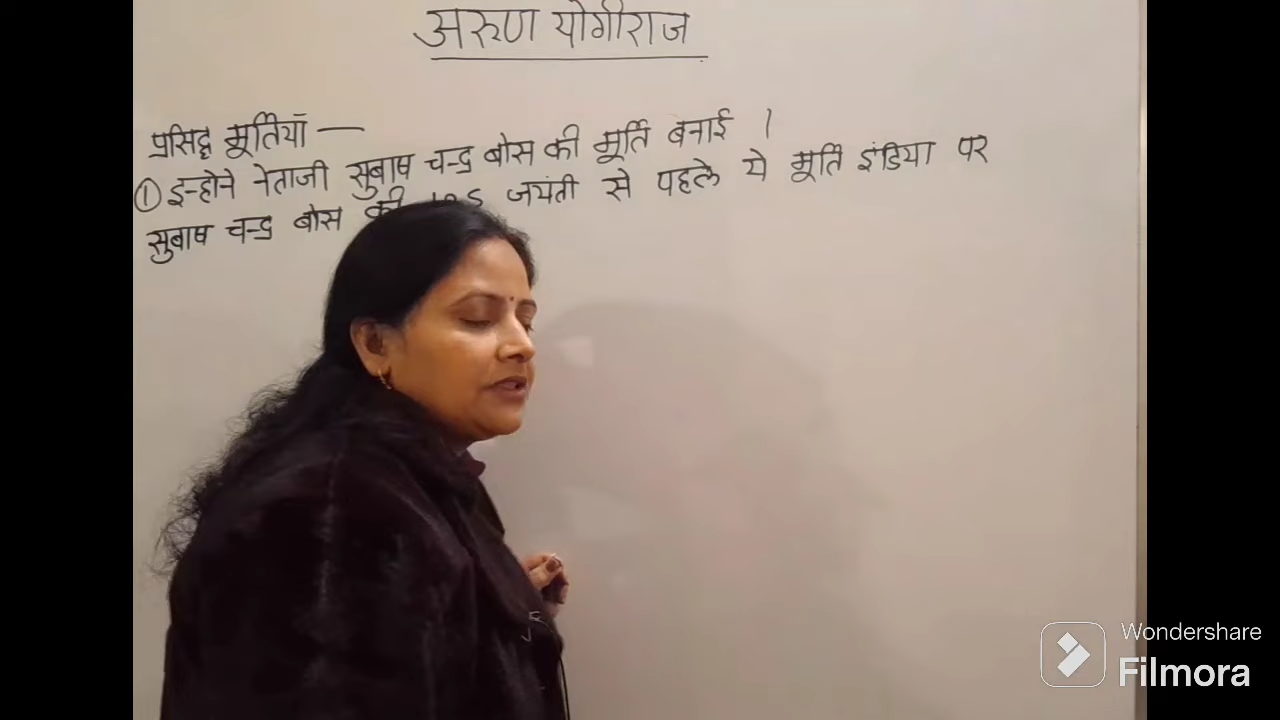 अरुण योगीराज
प्रसिद्ध मूर्तियाँ —
① इन्होने नेताजी सुबाष चन्द्र बोस की मूर्ति बनाई ।
सुबाष चन्द्र बोस की जयंती से पहले ये मूर्ति इंडिया पर
Wondershare
Filmora